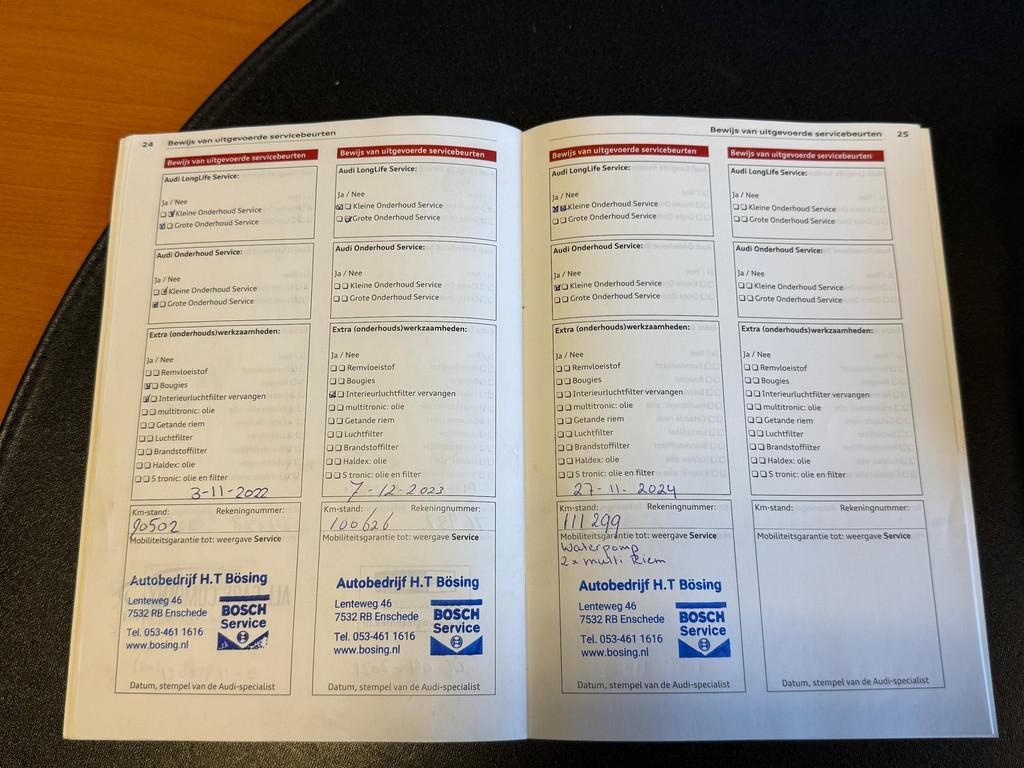 24 Bewijs van uitgevoerde servicebeurten
Bewijs van uitgevoerde servicebeurten
Audi LongLife Service:
Ja / Nee
Kleine Onderhoud Service
Grote Onderhoud Service
Audi Onderhoud Service:
Ja / Nee
Kleine Onderhoud Service
Grote Onderhoud Service
Extra (onderhouds)werkzaamheden:
Ja / Nee
Remvloeistof
Bougies
Interieurluchtfilter vervangen
multitronic: olie
Getande riem
Luchtfilter
Brandstoffilter
Haldex: olie
S tronic: olie en filter
3-11-2022
Km-stand: Rekeningnummer:
90502
Mobiliteitsgarantie tot: weergave Service
Autobedrijf H.T Bösing
Lenteweg 46
7532 RB Enschede
Tel. 053-461 1616
www.bosing.nl
BOSCH
Service
Datum, stempel van de Audi-specialist
Bewijs van uitgevoerde servicebeurten
Audi LongLife Service:
Ja / Nee
Kleine Onderhoud Service
Grote Onderhoud Service
Audi Onderhoud Service:
Ja / Nee
Kleine Onderhoud Service
Grote Onderhoud Service
Extra (onderhouds)werkzaamheden:
Ja / Nee
Remvloeistof
Bougies
Interieurluchtfilter vervangen
multitronic: olie
Getande riem
Luchtfilter
Brandstoffilter
Haldex: olie
S tronic: olie en filter
7-12-2023
Km-stand: Rekeningnummer:
100626
Mobiliteitsgarantie tot: weergave Service
Autobedrijf H.T Bösing
Lenteweg 46
7532 RB Enschede
Tel. 053-461 1616
www.bosing.nl
BOSCH
Service
Datum, stempel van de Audi-specialist
Bewijs van uitgevoerde servicebeurten 25
Bewijs van uitgevoerde servicebeurten
Audi LongLife Service:
Ja / Nee
Kleine Onderhoud Service
Grote Onderhoud Service
Audi Onderhoud Service:
Ja / Nee
Kleine Onderhoud Service
Grote Onderhoud Service
Extra (onderhouds)werkzaamheden:
Ja / Nee
Remvloeistof
Bougies
Interieurluchtfilter vervangen
multitronic: olie
Getande riem
Luchtfilter
Brandstoffilter
Haldex: olie
S tronic: olie en filter
27-11-2024
Km-stand: Rekeningnummer:
111299
Mobiliteitsgarantie tot: weergave Service
Waterpomp
2x multi Riem
Autobedrijf H.T Bösing
Lenteweg 46
7532 RB Enschede
Tel. 053-461 1616
www.bosing.nl
BOSCH
Service
Datum, stempel van de Audi-specialist
Bewijs van uitgevoerde servicebeurten
Audi LongLife Service:
Ja / Nee
Kleine Onderhoud Service
Grote Onderhoud Service
Audi Onderhoud Service:
Ja / Nee
Kleine Onderhoud Service
Grote Onderhoud Service
Extra (onderhouds)werkzaamheden:
Ja / Nee
Remvloeistof
Bougies
Interieurluchtfilter vervangen
multitronic: olie
Getande riem
Luchtfilter
Brandstoffilter
Haldex: olie
S tronic: olie en filter
Km-stand: Rekeningnummer:
Mobiliteitsgarantie tot: weergave Service
Datum, stempel van de Audi-specialist